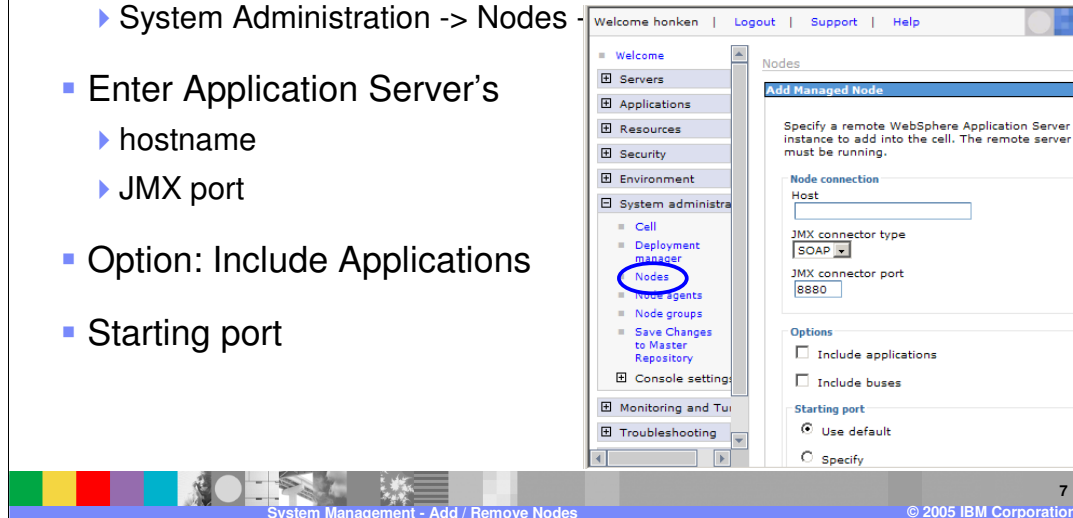 System Administration -> Nodes -
Enter Application Server's
hostname
JMX port
Option: Include Applications
Starting port
Welcome honken | Logout | Support | Help
Welcome
Servers
Applications
Resources
Security
Environment
System administra
Cell
Deployment
manager
Nodes
Node agents
Node groups
Save Changes
to Master
Repository
Console settings
Monitoring and Tu
Troubleshooting
Nodes
Add Managed Node
Specify a remote WebSphere Application Server
instance to add into the cell. The remote server
must be running.
Node connection
Host
JMX connector type
SOAP
JMX connector port
8880
Options
Include applications
Include buses
Starting port
Use default
Specify
7
System Management - Add / Remove Nodes
© 2005 IBM Corporation